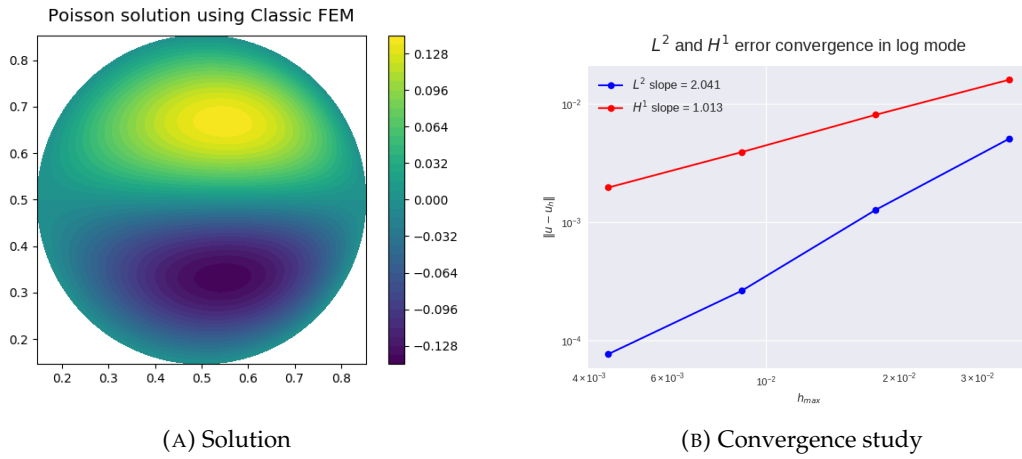 Poisson solution using Classic FEM
0.8
0.7
0.6
0.5
0.4
0.3
0.2
0.2 0.3 0.4 0.5 0.6 0.7 0.8
0.128
0.096
0.064
0.032
0.000
−0.032
−0.064
−0.096
−0.128
(A) Solution
L² and H¹ error convergence in log mode
L² slope = 2.041
H¹ slope = 1.013
10⁻²
10⁻³
10⁻⁴
‖u − u_h‖
4 × 10⁻³ 6 × 10⁻³ 10⁻² 2 × 10⁻² 3 × 10⁻²
h_max
(B) Convergence study